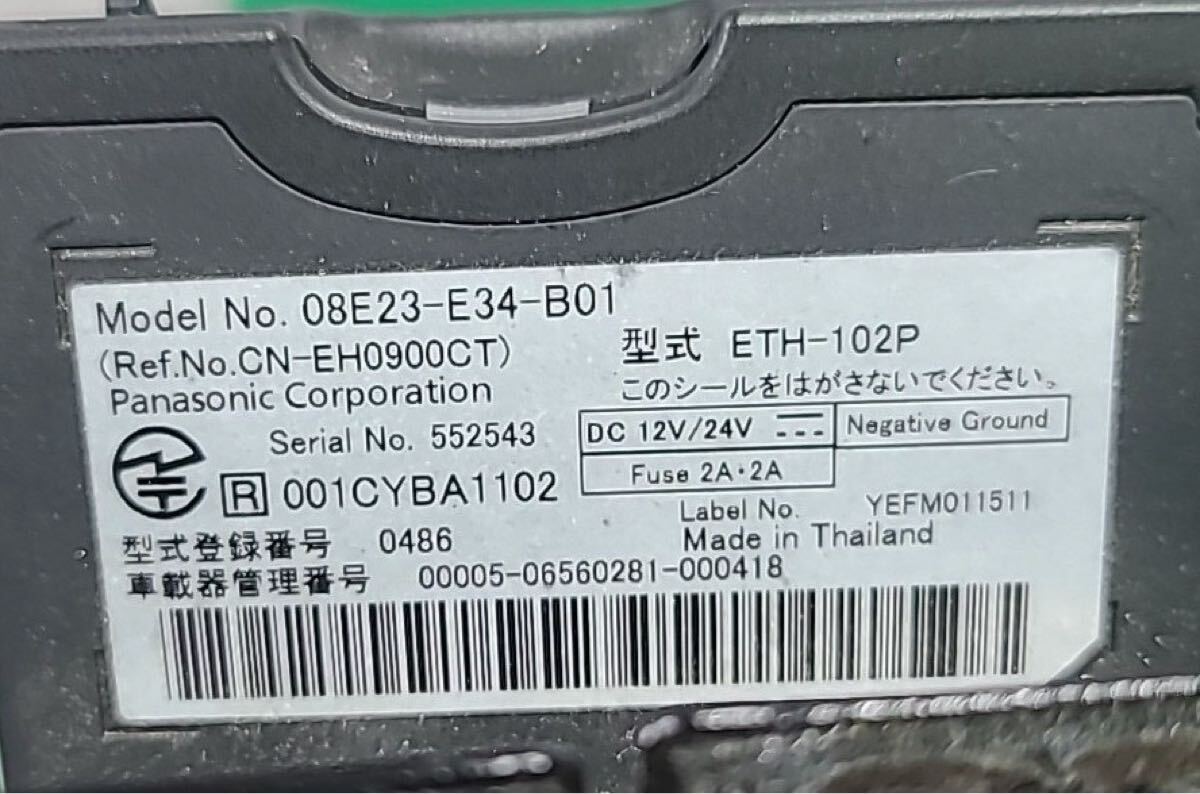 Model No. 08E23-E34-B01
(Ref.No.CN-EH0900CT)
型式 ETH-102P
Panasonic Corporation
このシールをはがさないでください。
Serial No. 552543
DC 12V/24V
Negative Ground
Fuse 2A・2A
R 001CYBA1102
Label No. YEFM011511
型式登録番号 0486
Made in Thailand
車載器管理番号 00005-06560281-000418